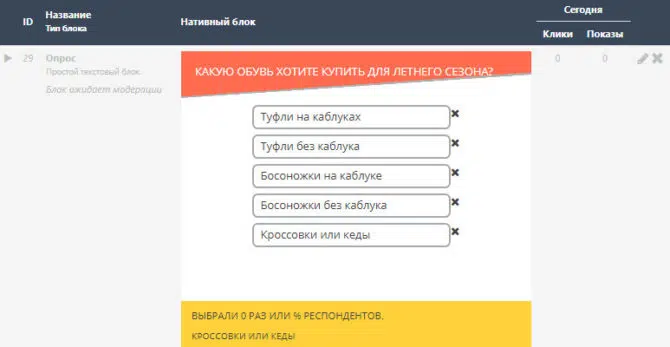 ID
Название
Тип блока
Нативный блок
Сегодня
Клики
Показы
29
Опрос
Простой текстовый блок
Блок ожидает модерации
КАКУЮ ОБУВЬ ХОТИТЕ КУПИТЬ ДЛЯ ЛЕТНЕГО СЕЗОНА?
0
0
Туфли на каблуках
Туфли без каблука
Босоножки на каблуке
Босоножки без каблука
Кроссовки или кеды
ВЫБРАЛИ 0 РАЗ ИЛИ % РЕСПОНДЕНТОВ.
КРОССОВКИ ИЛИ КЕДЫ